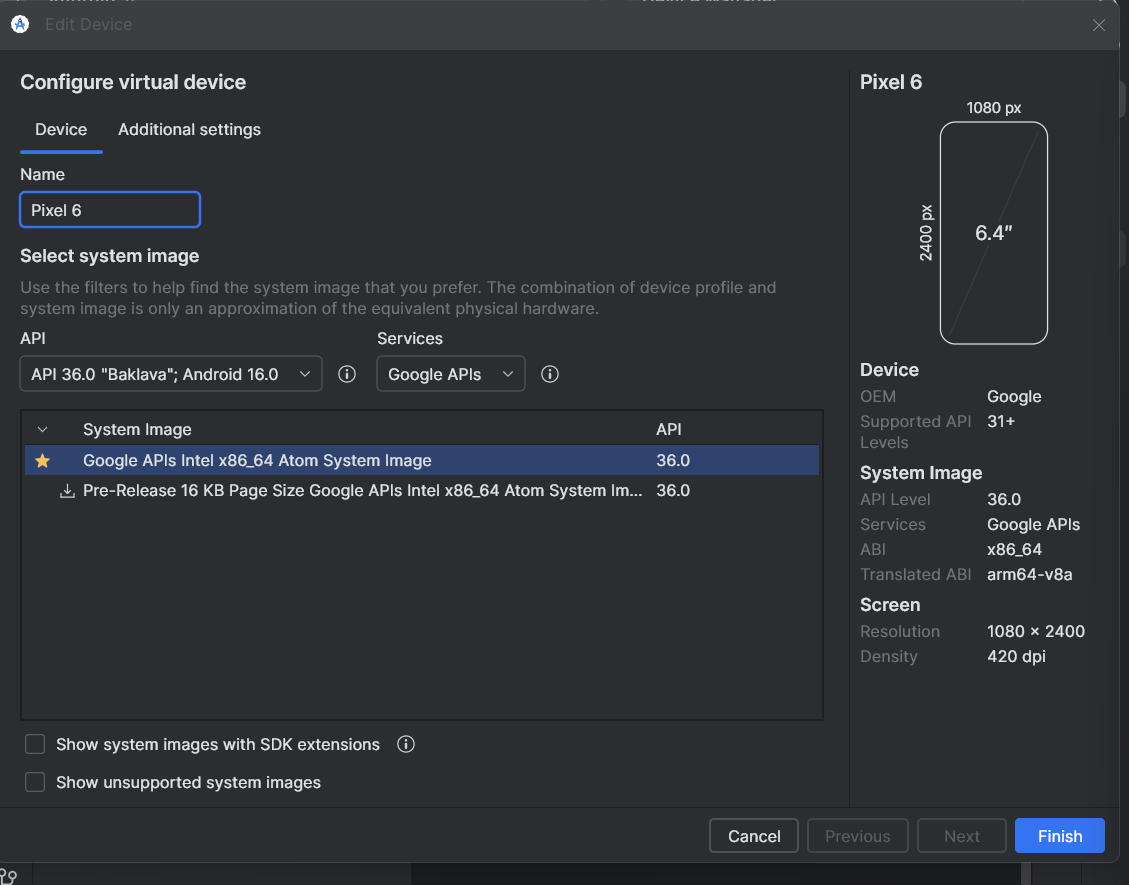 Edit Device
Configure virtual device
Device
Additional settings
Name
Pixel 6
Select system image
Use the filters to help find the system image that you prefer. The combination of device profile and
system image is only an approximation of the equivalent physical hardware.
API
Services
API 36.0 "Baklava"; Android 16.0
Google APIs
System Image
API
Google APIs Intel x86_64 Atom System Image
36.0
Pre-Release 16 KB Page Size Google APIs Intel x86_64 Atom System Im...
36.0
Show system images with SDK extensions
Show unsupported system images
Pixel 6
1080 px
2400 px
6.4″
Device
OEM
Google
Supported API
Levels
31+
System Image
API Level
36.0
Services
Google APIs
ABI
x86_64
Translated ABI
arm64-v8a
Screen
Resolution
1080 × 2400
Density
420 dpi
Cancel
Previous
Next
Finish